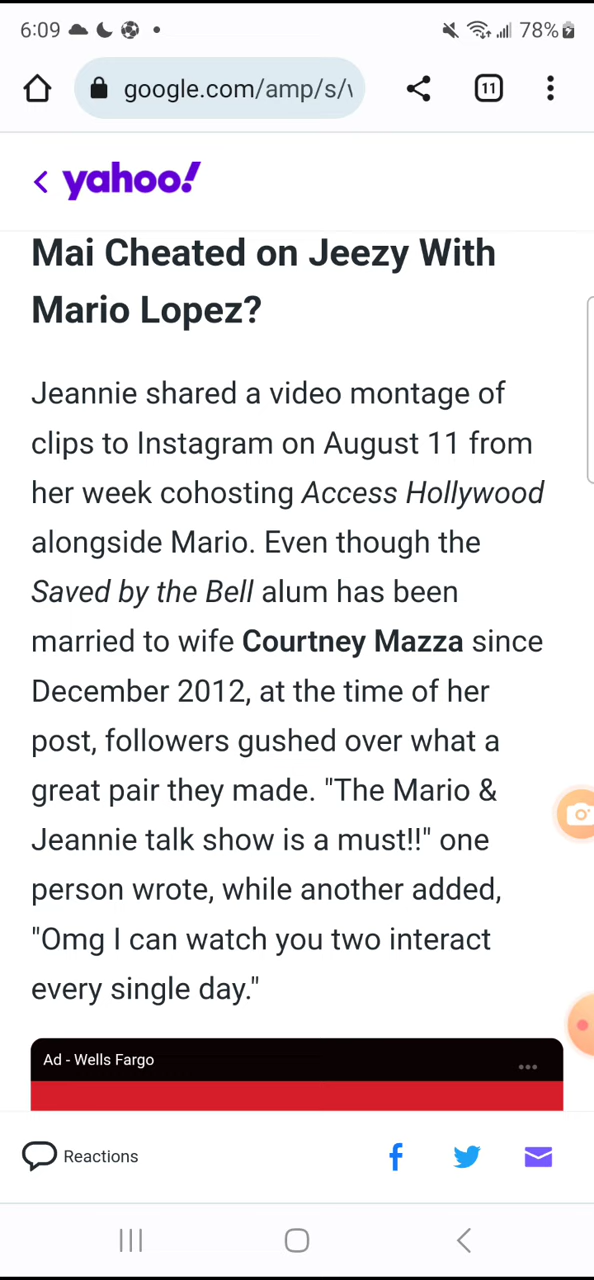 6:09
78%
google.com/amp/s/
11
yahoo!
Mai Cheated on Jeezy With
Mario Lopez?
Jeannie shared a video montage of
clips to Instagram on August 11 from
her week cohosting Access Hollywood
alongside Mario. Even though the
Saved by the Bell alum has been
married to wife Courtney Mazza since
December 2012, at the time of her
post, followers gushed over what a
great pair they made. "The Mario &
Jeannie talk show is a must!!" one
person wrote, while another added,
"Omg I can watch you two interact
every single day."
Ad - Wells Fargo
Reactions